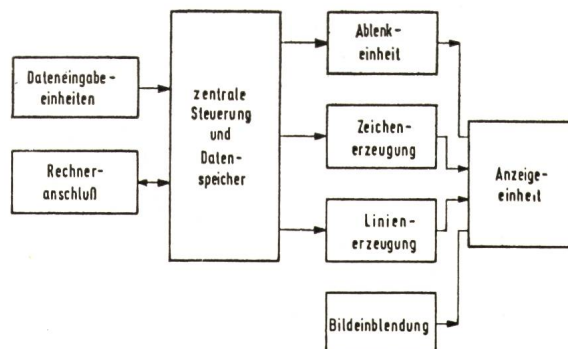 Dateneingabe-
einheiten
Rechner-
anschluß
zentrale
Steuerung
und
Daten-
speicher
Ablenk-
einheit
Zeichen-
erzeugung
Linien-
erzeugung
Bildeinblendung
Anzeige-
einheit